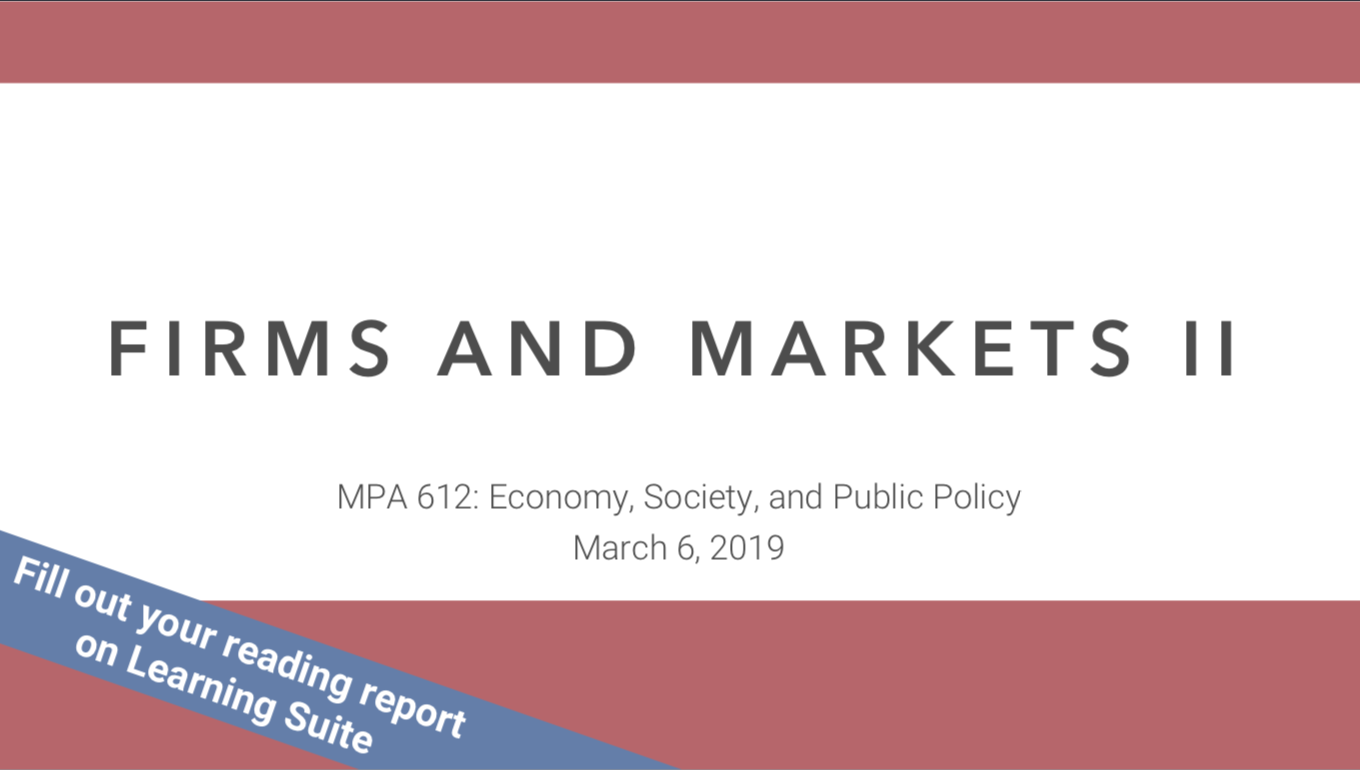 FIRMS AND MARKETS II
MPA 612: Economy, Society, and Public Policy
March 6, 2019
Fill out your reading report
on Learning Suite